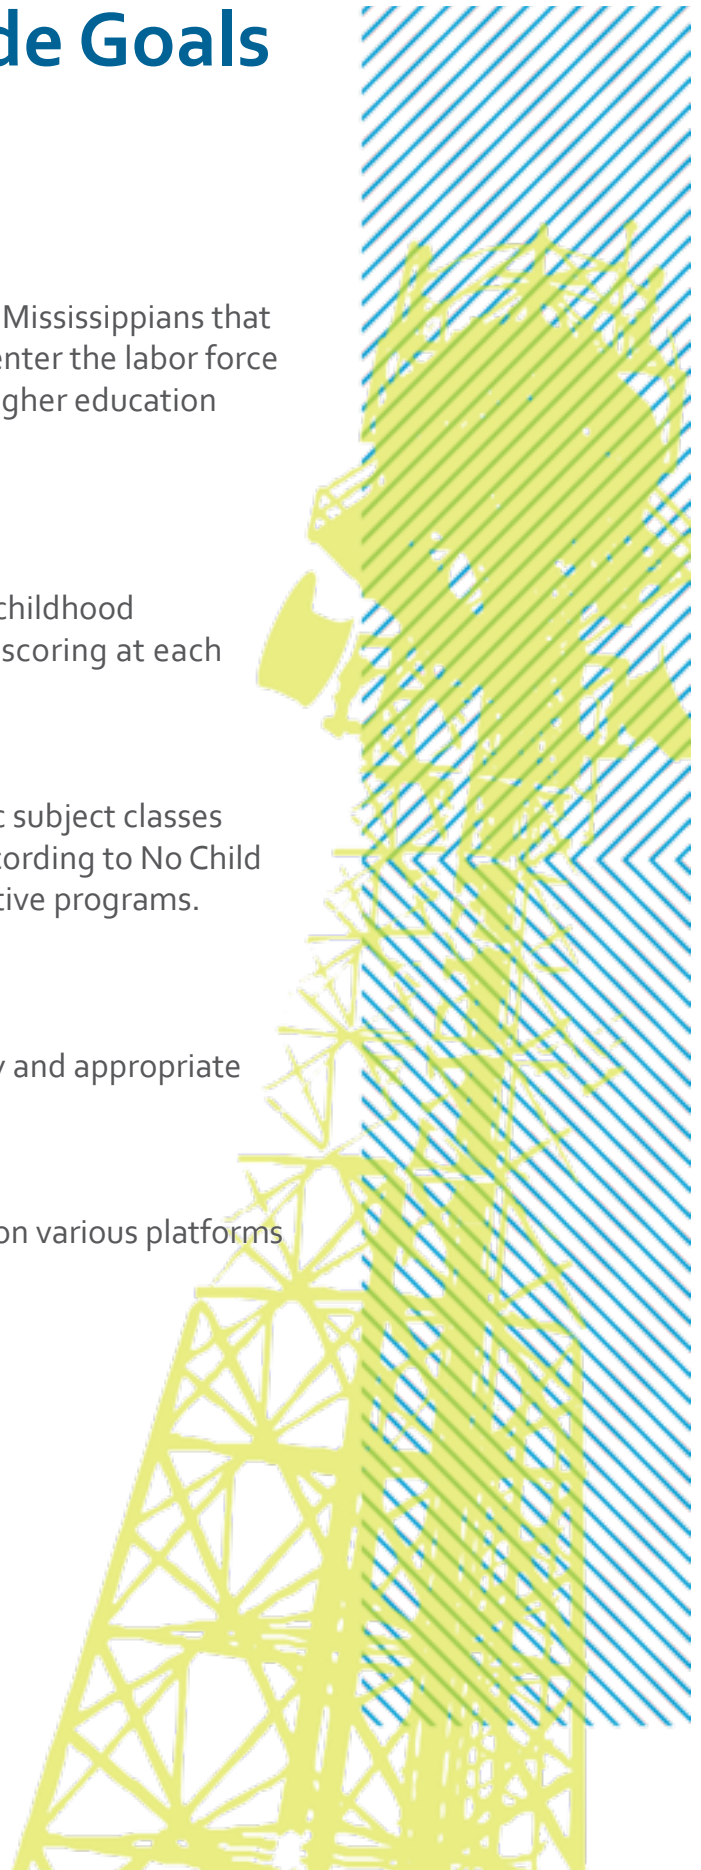 de Goals
Mississippians that
enter the labor force
gher education
childhood
scoring at each
c subject classes
cording to No Child
tive programs.
y and appropriate
on various platforms